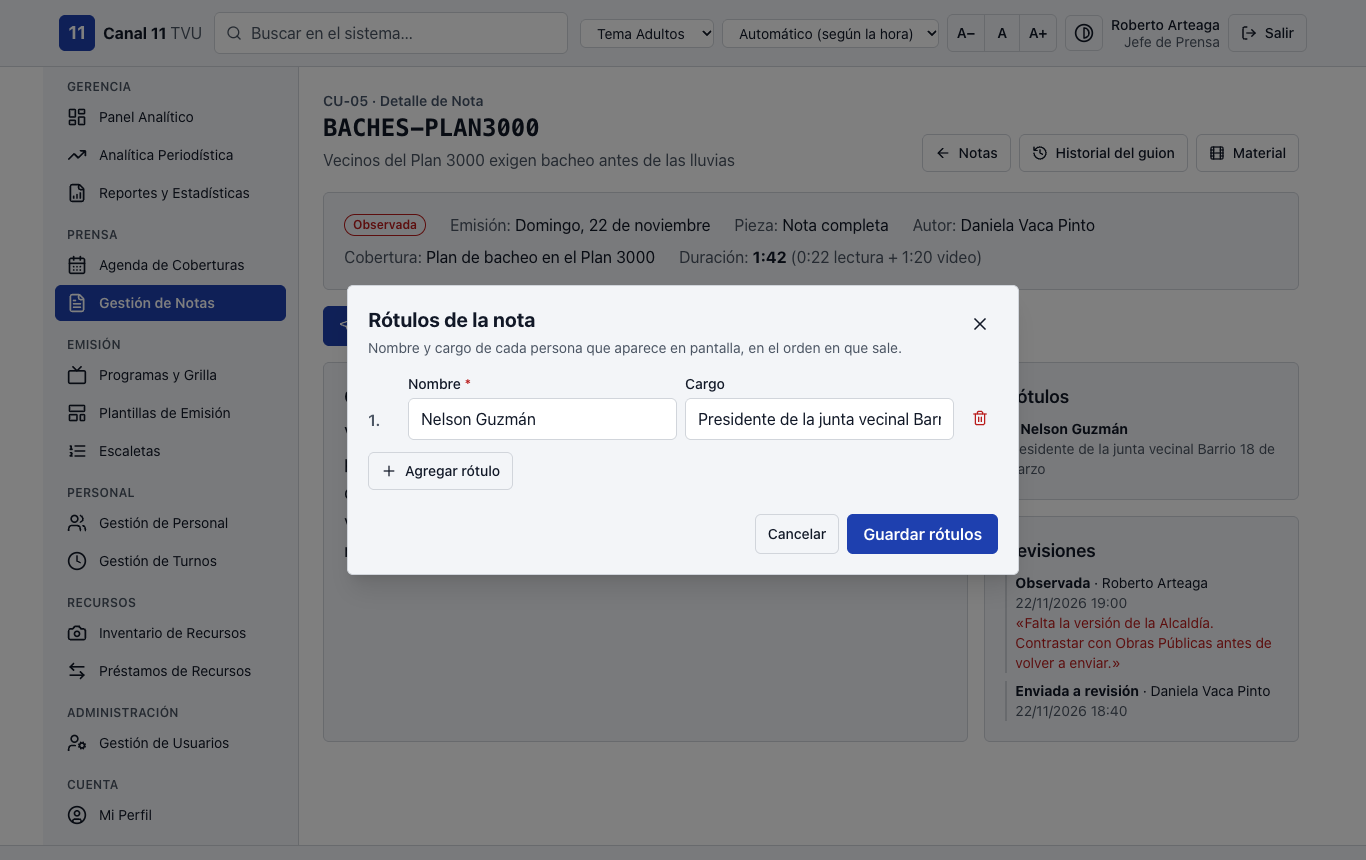 11 Canal 11 TVU
Buscar en el sistema...
Tema Adultos
Automático (según la hora)
A− A A+
Roberto Arteaga
Jefe de Prensa
Salir
GERENCIA
Panel Analítico
Analítica Periodística
Reportes y Estadísticas
PRENSA
Agenda de Coberturas
Gestión de Notas
EMISIÓN
Programas y Grilla
Plantillas de Emisión
Escaletas
PERSONAL
Gestión de Personal
Gestión de Turnos
RECURSOS
Inventario de Recursos
Préstamos de Recursos
ADMINISTRACIÓN
Gestión de Usuarios
CUENTA
Mi Perfil
CU-05 · Detalle de Nota
BACHES-PLAN3000
Vecinos del Plan 3000 exigen bacheo antes de las lluvias
Notas
Historial del guion
Material
Observada Emisión: Domingo, 22 de noviembre Pieza: Nota completa Autor: Daniela Vaca Pinto
Cobertura: Plan de bacheo en el Plan 3000 Duración: 1:42 (0:22 lectura + 1:20 video)
Rótulos de la nota
Nombre y cargo de cada persona que aparece en pantalla, en el orden en que sale.
Nombre * Cargo
1. Nelson Guzmán Presidente de la junta vecinal Barr
Agregar rótulo
Cancelar
Guardar rótulos
ótulos
Nelson Guzmán
esidente de la junta vecinal Barrio 18 de
arzo
evisiones
Observada · Roberto Arteaga
22/11/2026 19:00
«Falta la versión de la Alcaldía.
Contrastar con Obras Públicas antes de
volver a enviar.»
Enviada a revisión · Daniela Vaca Pinto
22/11/2026 18:40